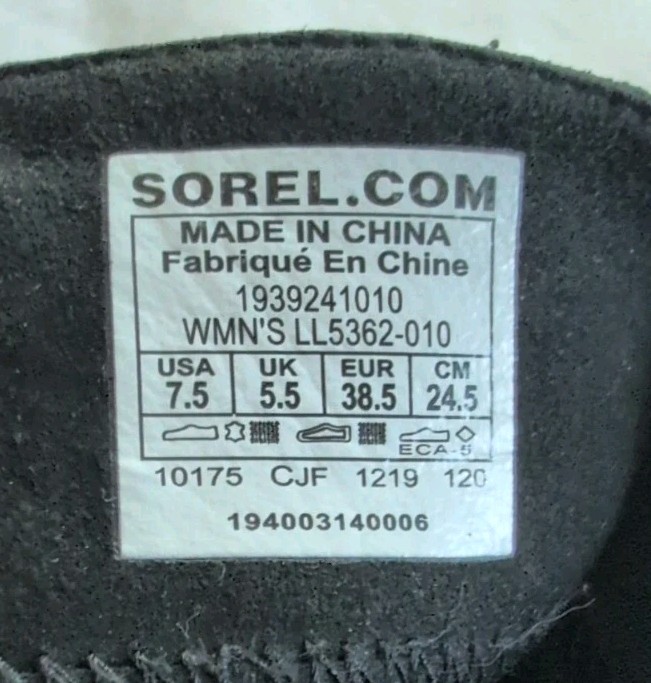 SOREL.COM
MADE IN CHINA
Fabriqué En Chine
1939241010
WMN'S LL5362-010
USA UK EUR CM
7.5 5.5 38.5 24.5
ECA-5
10175 CJF 1219 120
194003140006